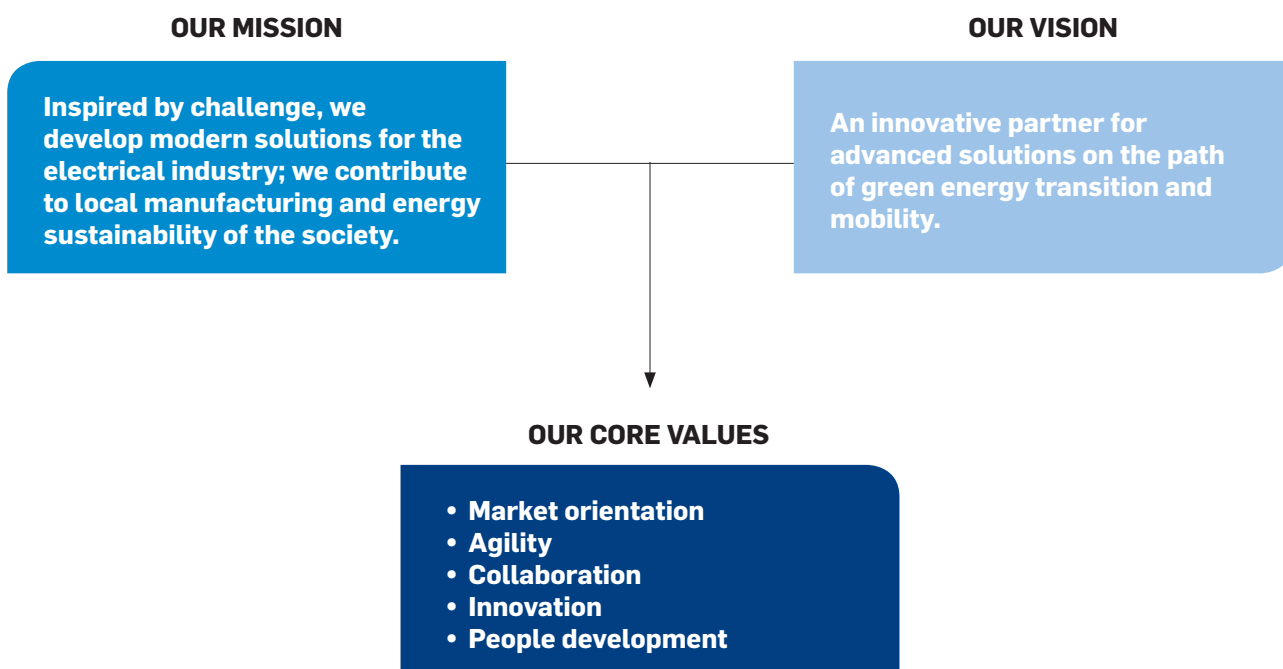 OUR MISSION
Inspired by challenge, we
develop modern solutions for the
electrical industry; we contribute
to local manufacturing and energy
sustainability of the society.
OUR VISION
An innovative partner for
advanced solutions on the path
of green energy transition and
mobility.
OUR CORE VALUES
• Market orientation
• Agility
• Collaboration
• Innovation
• People development